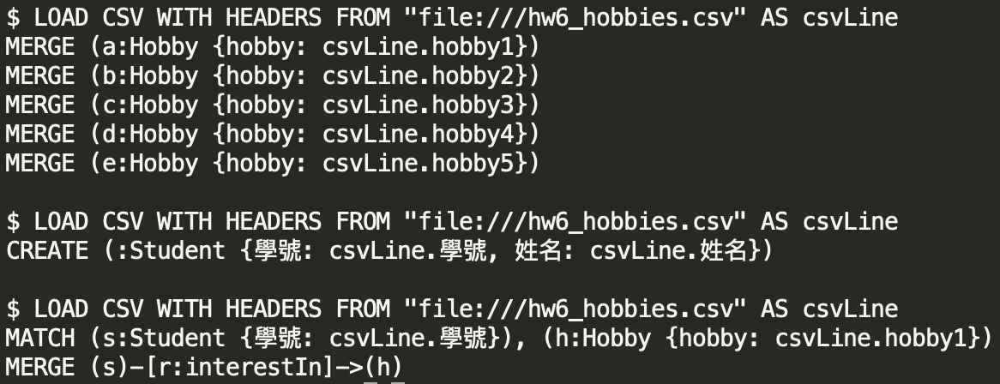 $ LOAD CSV WITH HEADERS FROM "file:///hw6_hobbies.csv" AS csvLine
MERGE (a:Hobby {hobby: csvLine.hobby1})
MERGE (b:Hobby {hobby: csvLine.hobby2})
MERGE (c:Hobby {hobby: csvLine.hobby3})
MERGE (d:Hobby {hobby: csvLine.hobby4})
MERGE (e:Hobby {hobby: csvLine.hobby5})
$ LOAD CSV WITH HEADERS FROM "file:///hw6_hobbies.csv" AS csvLine
CREATE (:Student {學號: csvLine.學號, 姓名: csvLine.姓名})
$ LOAD CSV WITH HEADERS FROM "file:///hw6_hobbies.csv" AS csvLine
MATCH (s:Student {學號: csvLine.學號}), (h:Hobby {hobby: csvLine.hobby1})
MERGE (s)-[r:interestIn]->(h)